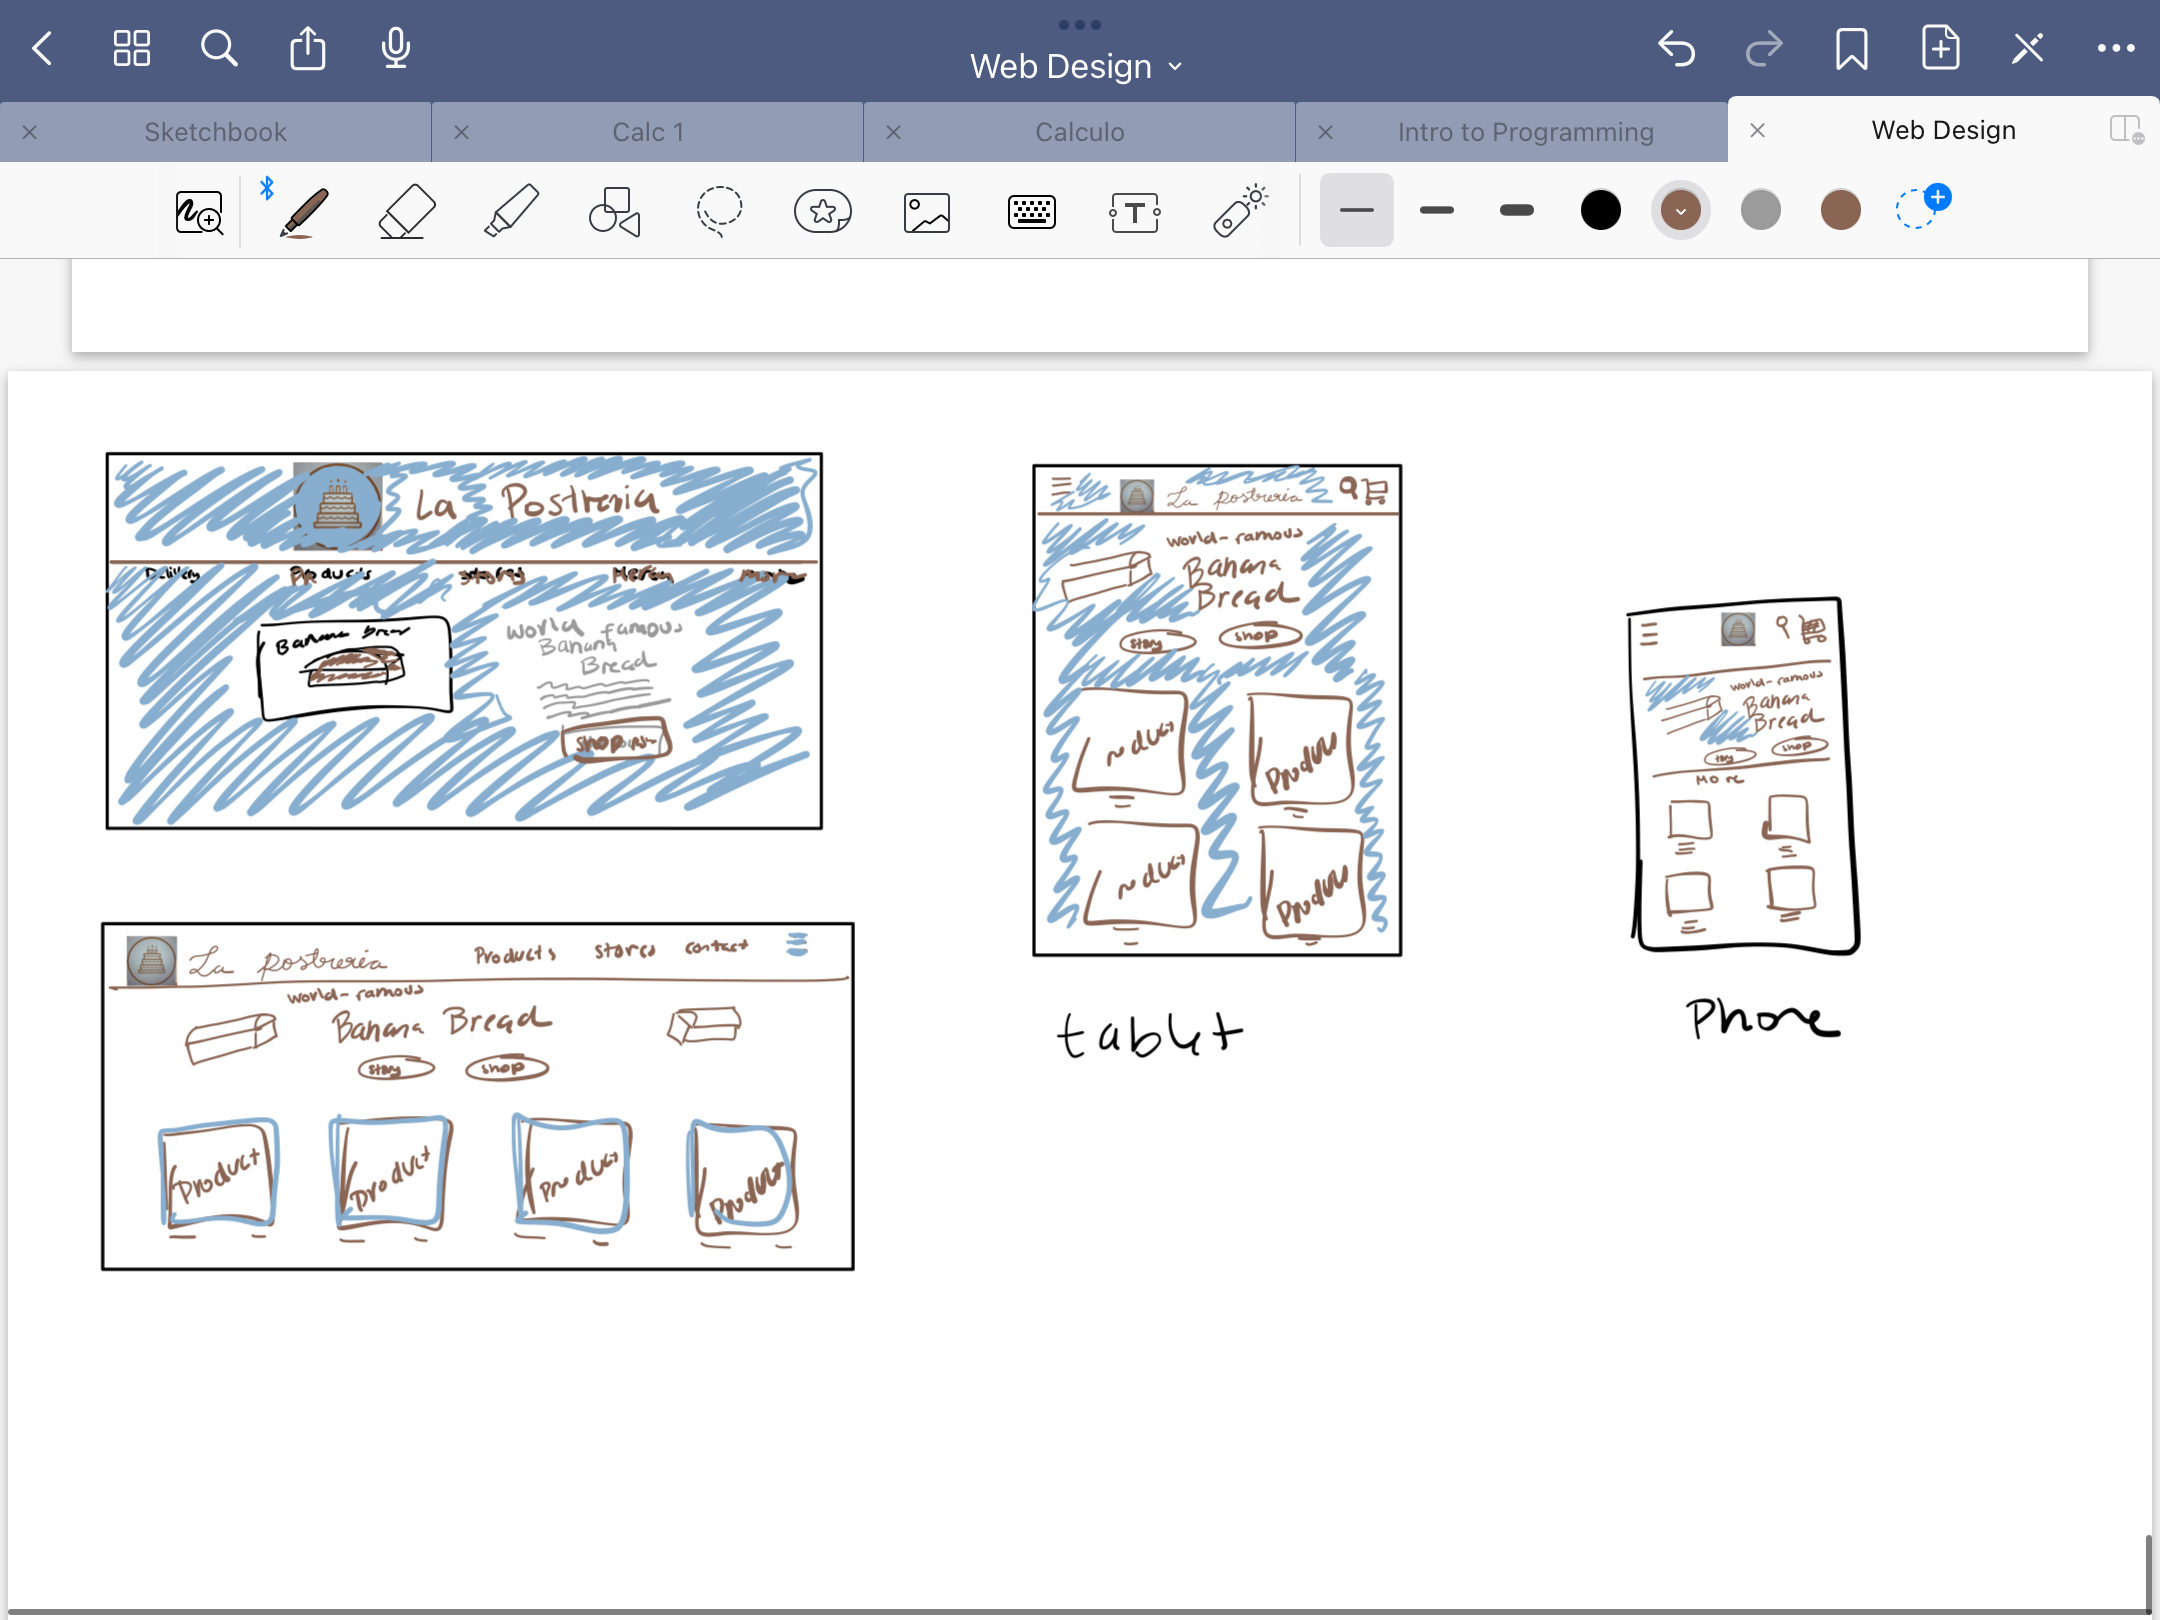 Web Design
Sketchbook
Calc 1
Calculo
Intro to Programming
Web Design
T
La Postreria
Delivery Products stores Merch more
Banana bread
world famous
Banana
Bread
shop
La Postreria
Products stores contact
world-famous
Banana Bread
story shop
Product Product Product Product
La Postreria
world-famous
Banana
Bread
story shop
Product Product
Product Product
tablet
world-famous
Banana
Bread
story shop
More
Phone